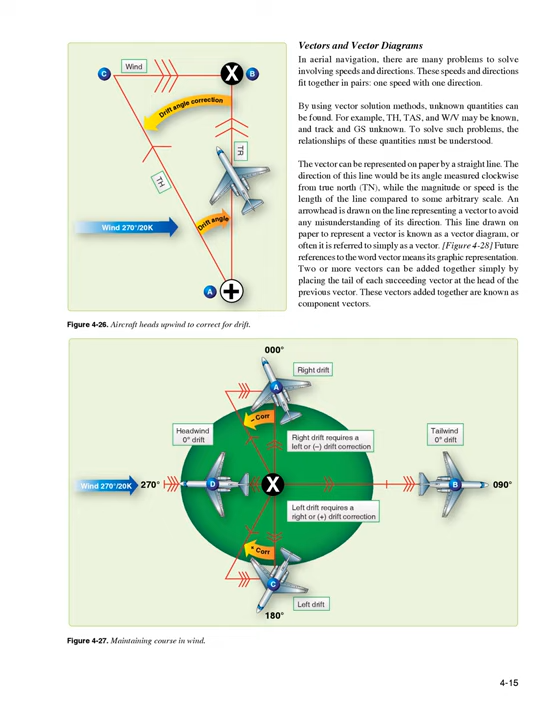 Wind
C
X
B
Drift angle correction
TR
TH
Wind 270°/20K
Drift angle
A
Figure 4-26. Aircraft heads upwind to correct for drift.
Vectors and Vector Diagrams
In aerial navigation, there are many problems to solve
involving speeds and directions. These speeds and directions
fit together in pairs: one speed with one direction.
By using vector solution methods, unknown quantities can
be found. For example, TH, TAS, and W/V may be known,
and track and GS unknown. To solve such problems, the
relationships of these quantities must be understood.
The vector can be represented on paper by a straight line. The
direction of this line would be its angle measured clockwise
from true north (TN), while the magnitude or speed is the
length of the line compared to some arbitrary scale. An
arrowhead is drawn on the line representing a vector to avoid
any misunderstanding of its direction. This line drawn on
paper to represent a vector is known as a vector diagram, or
often it is referred to simply as a vector. [Figure 4-28] Future
references to the word vector means its graphic representation.
Two or more vectors can be added together simply by
placing the tail of each succeeding vector at the head of the
previous vector. These vectors added together are known as
component vectors.
000°
Right drift
A
– Corr
Headwind
0° drift
Right drift requires a
left or (–) drift correction
Tailwind
0° drift
Wind 270°/20K
270°
D
X
B
090°
Left drift requires a
right or (+) drift correction
+ Corr
C
Left drift
180°
Figure 4-27. Maintaining course in wind.
4-15